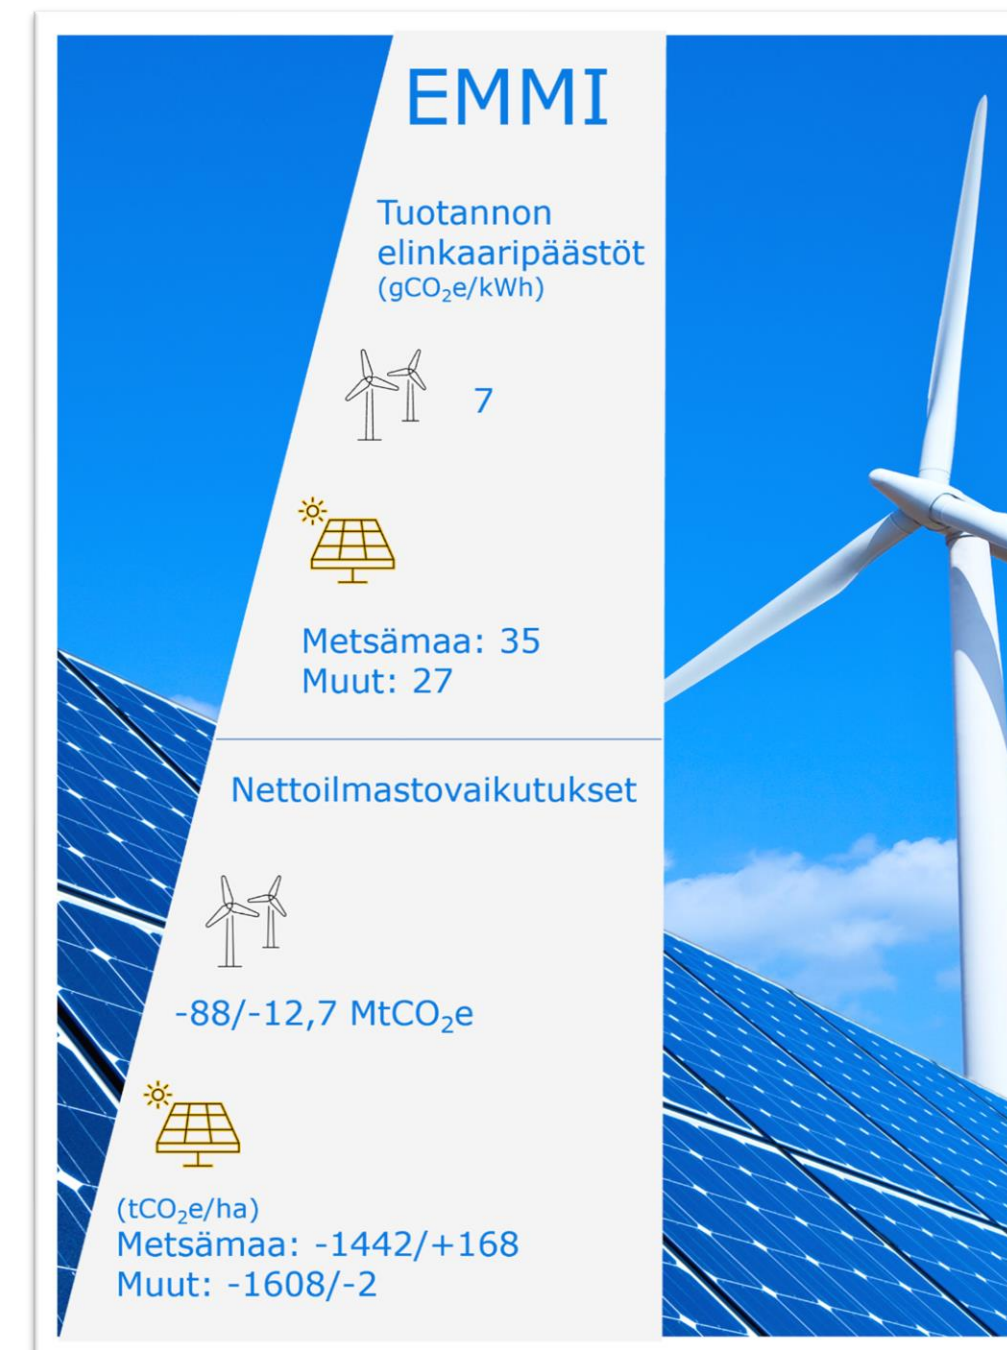 EMMI
Tuotannon
elinkaaripäästöt
(gCO₂e/kWh)
7
Metsämaa: 35
Muut: 27
Nettoilmastovaikutukset
-88/-12,7 MtCO₂e
(tCO₂e/ha)
Metsämaa: -1442/+168
Muut: -1608/-2